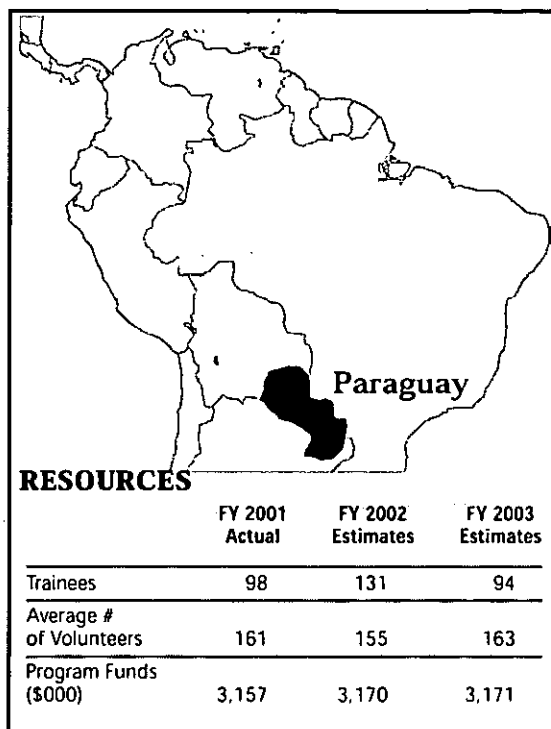 Paraguay
RESOURCES
FY 2001 FY 2002 FY 2003
Actual Estimates Estimates
Trainees 98 131 94
Average #
of Volunteers 161 155 163
Program Funds
($000) 3,157 3,170 3,171